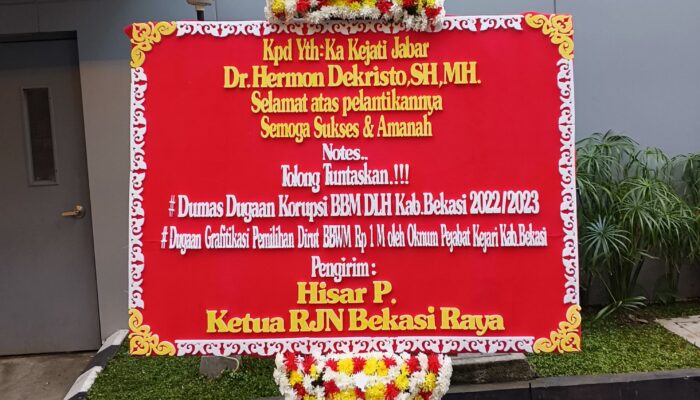 Kpd Yth:Ka Kejati Jabar
Dr.Hermon Dekristo,SH,MH.
Selamat atas pelantikannya
Semoga Sukses & Amanah
Notes..
Tolong Tuntaskan.!!!
# Dumas Dugaan Korupsi BBM DLH Kab.Bekasi 2022/2023
# Dugaan Grafitikasi Pemilihan Dirut BBWM Rp 1 M oleh Oknum Pejabat Kejari Kab.Bekasi
Pengirim :
Hisar P.
Ketua RJN Bekasi Raya